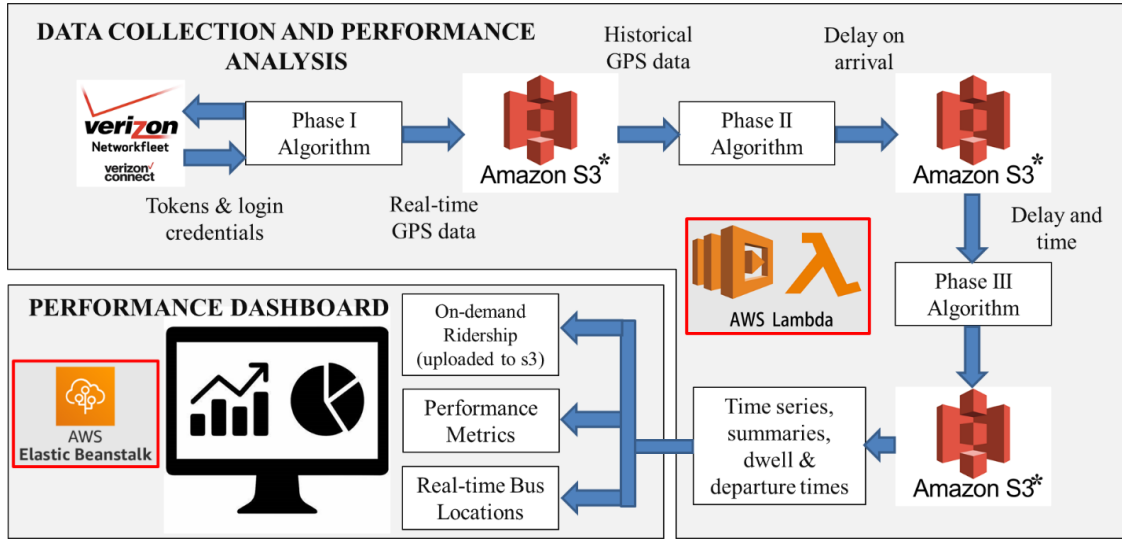 DATA COLLECTION AND PERFORMANCE
ANALYSIS
Historical
GPS data
Delay on
arrival
verizon
Networkfleet
verizon✓
connect
Phase I
Algorithm
Amazon S3*
Phase II
Algorithm
Amazon S3*
Tokens & login
credentials
Real-time
GPS data
Delay and
time
AWS Lambda
Phase III
Algorithm
PERFORMANCE DASHBOARD
On-demand
Ridership
(uploaded to s3)
AWS
Elastic Beanstalk
Performance
Metrics
Real-time Bus
Locations
Time series,
summaries,
dwell &
departure times
Amazon S3*